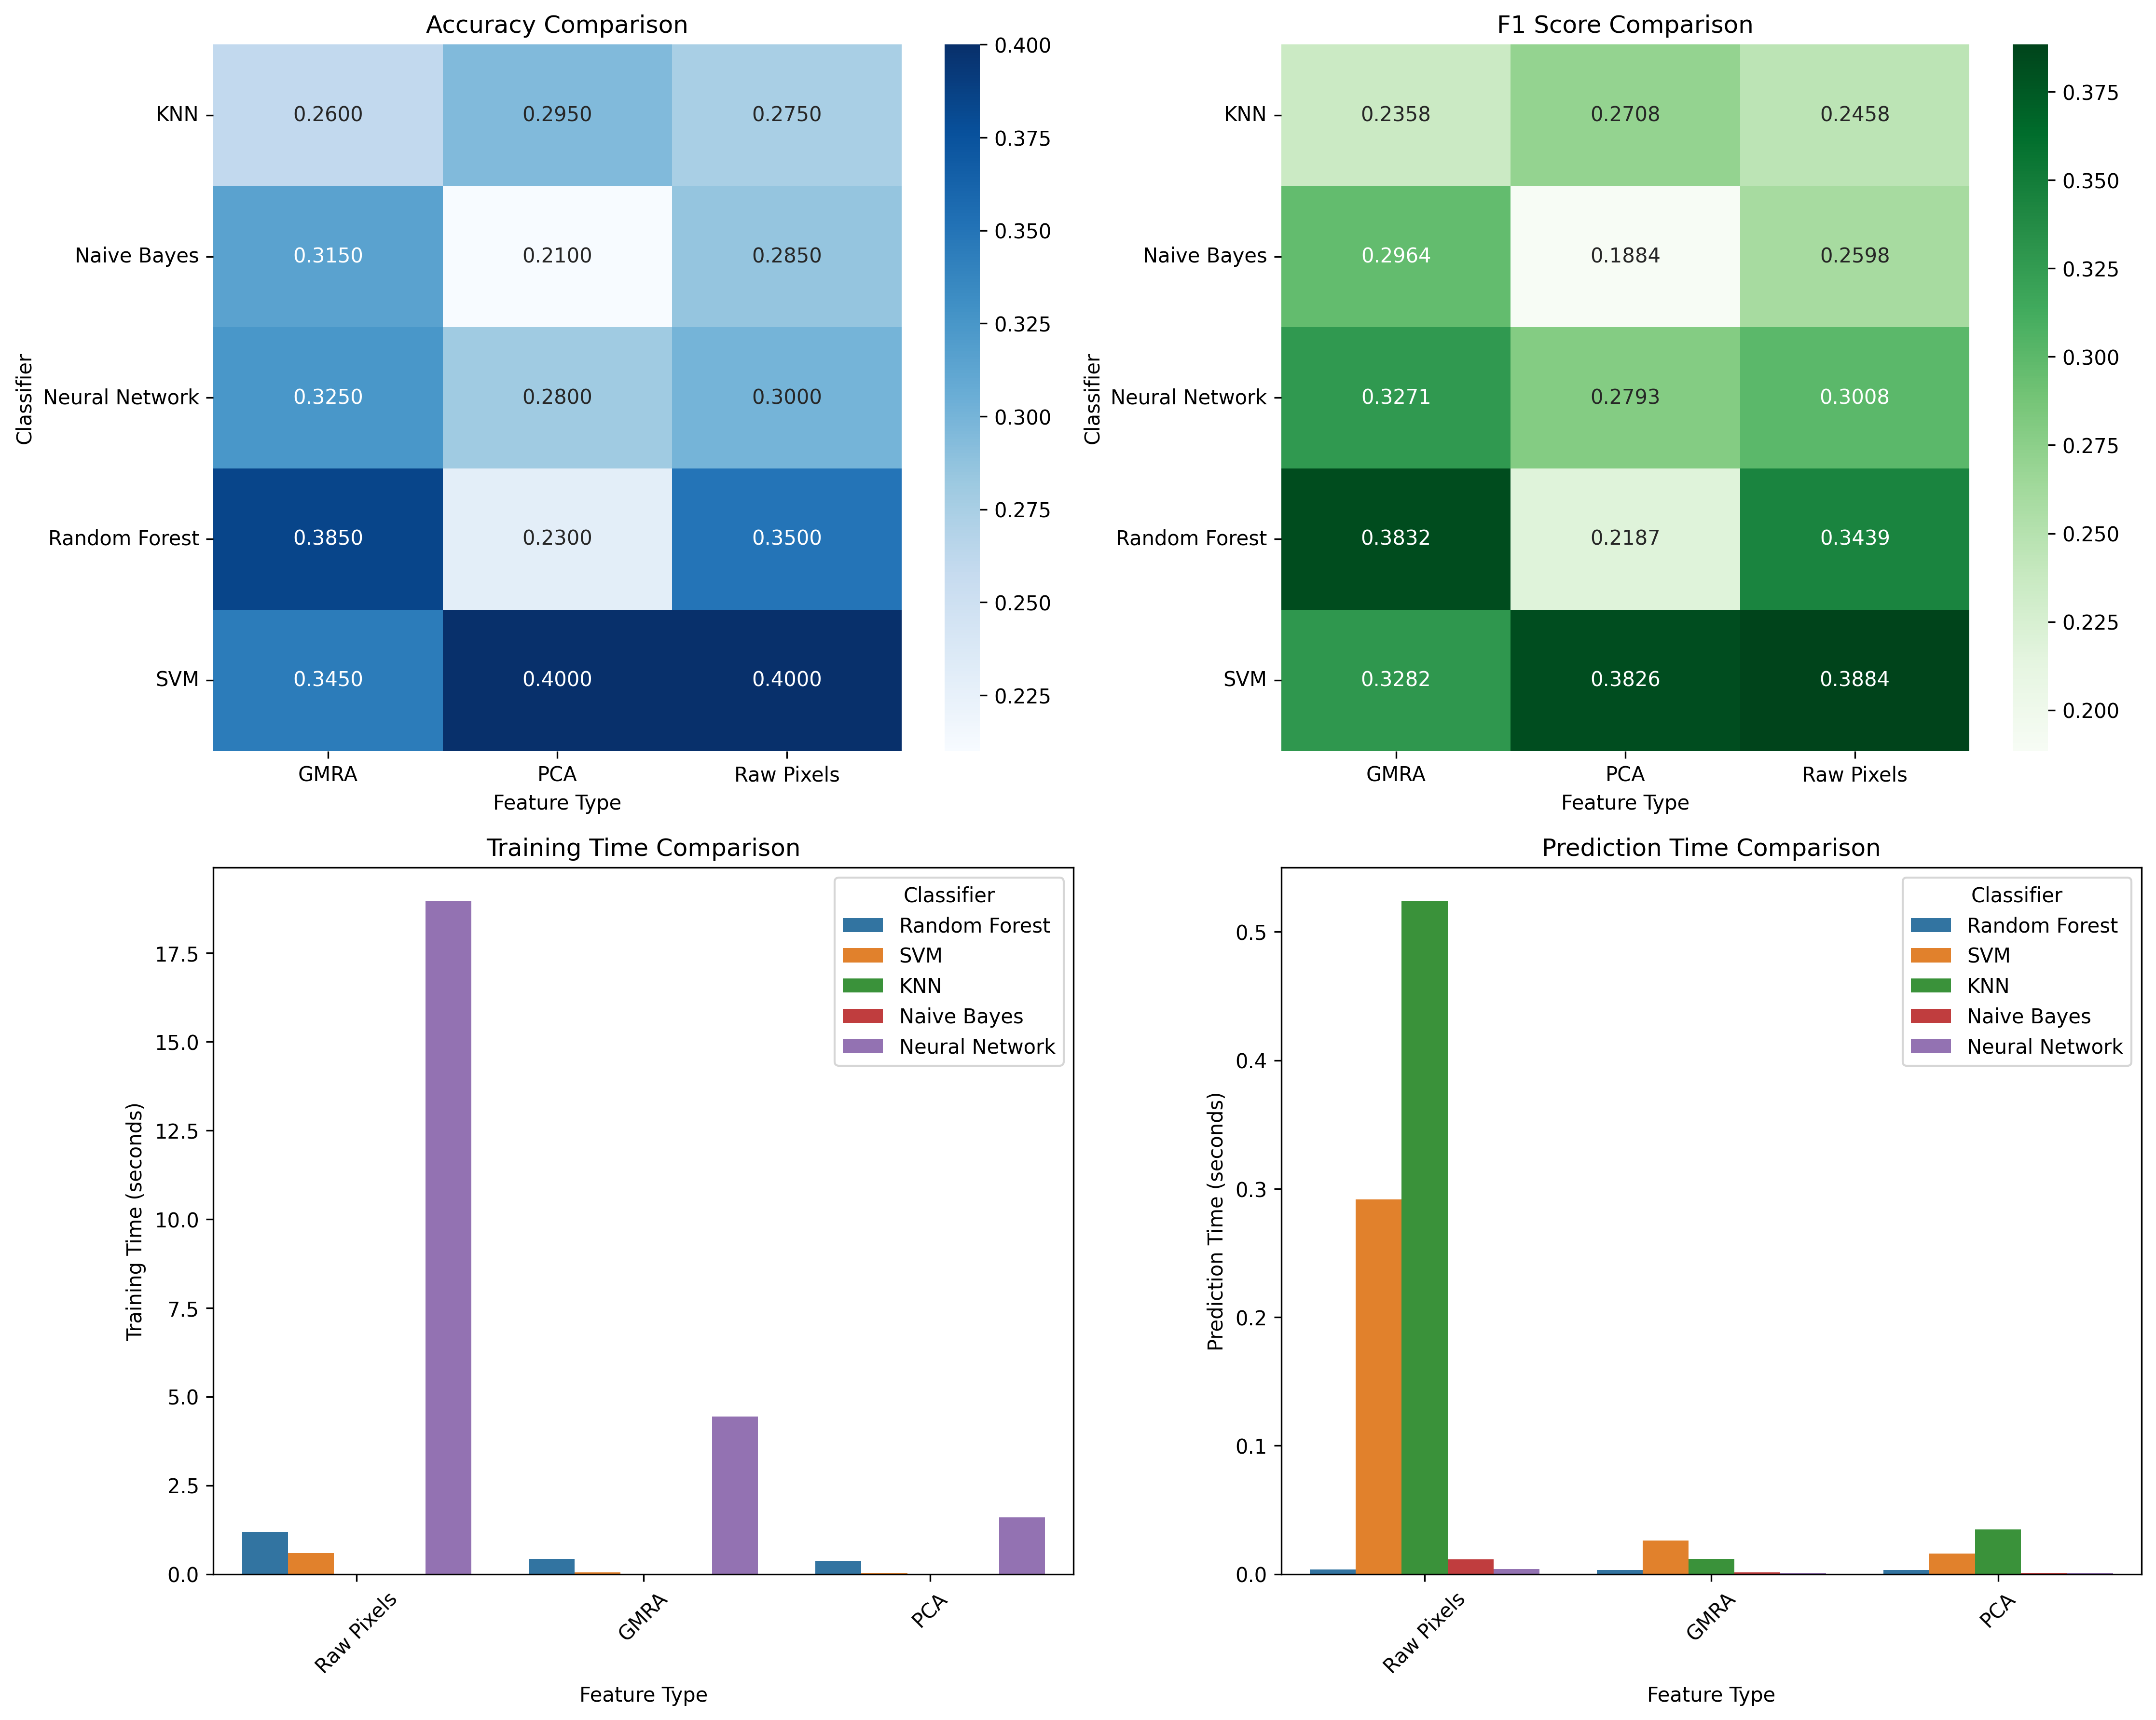 Accuracy Comparison
Classifier
KNN
Naive Bayes
Neural Network
Random Forest
SVM
0.2600 0.2950 0.2750
0.3150 0.2100 0.2850
0.3250 0.2800 0.3000
0.3850 0.2300 0.3500
0.3450 0.4000 0.4000
GMRA PCA Raw Pixels
Feature Type
0.400
0.375
0.350
0.325
0.300
0.275
0.250
0.225
F1 Score Comparison
Classifier
KNN
Naive Bayes
Neural Network
Random Forest
SVM
0.2358 0.2708 0.2458
0.2964 0.1884 0.2598
0.3271 0.2793 0.3008
0.3832 0.2187 0.3439
0.3282 0.3826 0.3884
GMRA PCA Raw Pixels
Feature Type
0.375
0.350
0.325
0.300
0.275
0.250
0.225
0.200
Training Time Comparison
Training Time (seconds)
17.5
15.0
12.5
10.0
7.5
5.0
2.5
0.0
Classifier
Random Forest
SVM
KNN
Naive Bayes
Neural Network
Raw Pixels GMRA PCA
Feature Type
Prediction Time Comparison
Prediction Time (seconds)
0.5
0.4
0.3
0.2
0.1
0.0
Classifier
Random Forest
SVM
KNN
Naive Bayes
Neural Network
Raw Pixels GMRA PCA
Feature Type